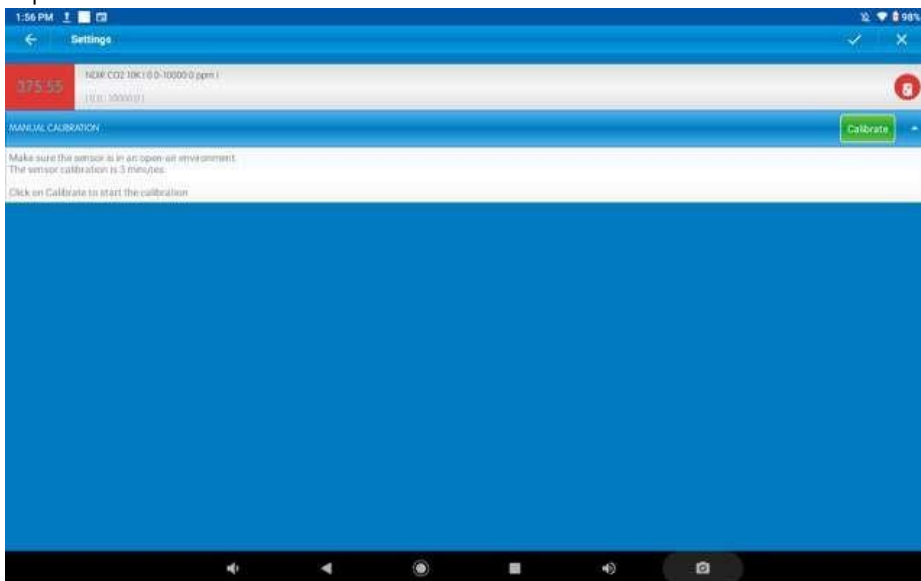 1:56 PM
98%
Settings
375.55
NDIR CO2 10K ( 0.0-10000.0 ppm )
MANUAL CALIBRATION
Calibrate
Make sure the sensor is in an open-air environment.
The sensor calibration is 3 minutes.
Click on Calibrate to start the calibration